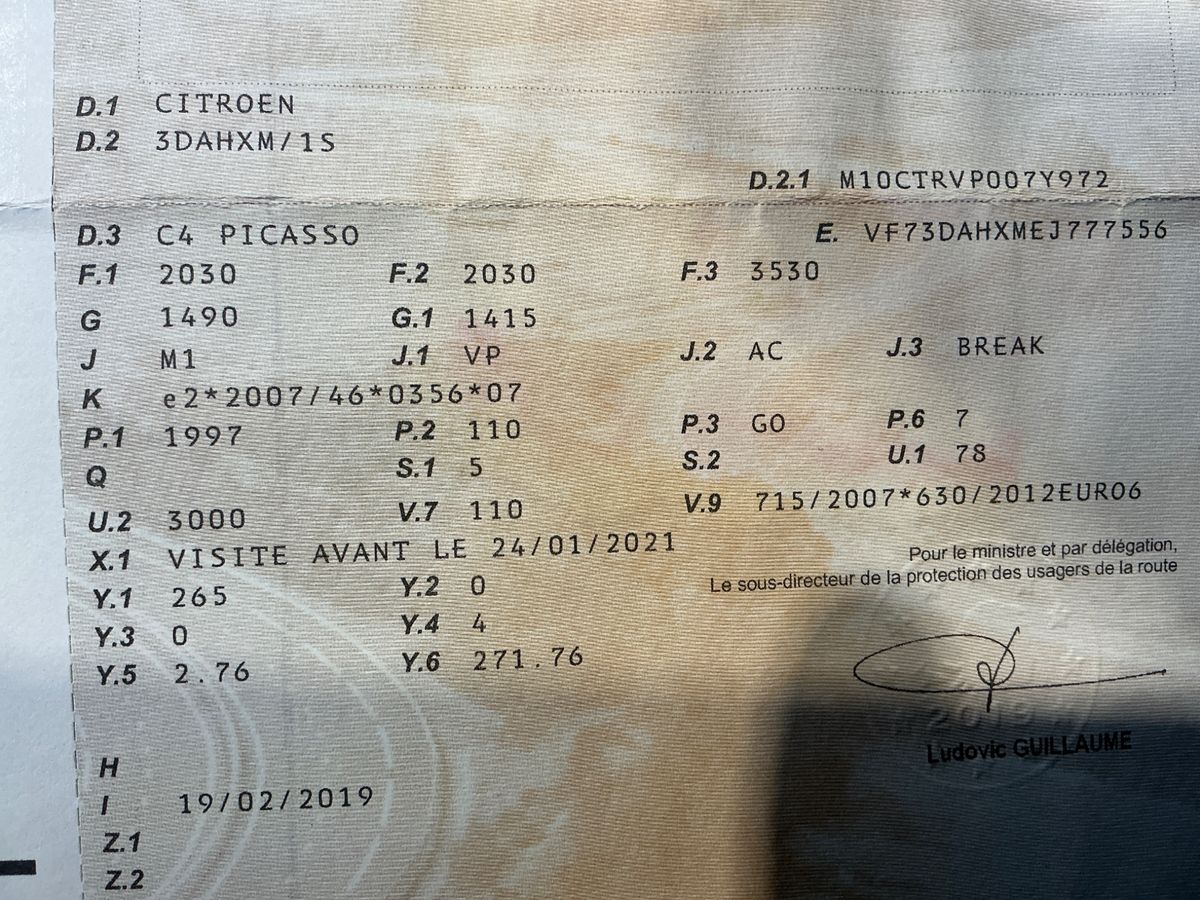 D.1 CITROEN
D.2 3DAHXM/1S
D.2.1 M10CTRVP007Y972
D.3 C4 PICASSO E. VF73DAHXMEJ777556
F.1 2030 F.2 2030 F.3 3530
G 1490 G.1 1415
J M1 J.1 VP J.2 AC J.3 BREAK
K e2*2007/46*0356*07
P.1 1997 P.2 110 P.3 GO P.6 7
Q S.1 5 S.2 U.1 78
U.2 3000 V.7 110 V.9 715/2007*630/2012EURO6
X.1 VISITE AVANT LE 24/01/2021
Pour le ministre et par délégation,
Le sous-directeur de la protection des usagers de la route
Y.1 265 Y.2 0
Y.3 0 Y.4 4
Y.5 2.76 Y.6 271.76
2019
Ludovic GUILLAUME
H
I 19/02/2019
Z.1
Z.2